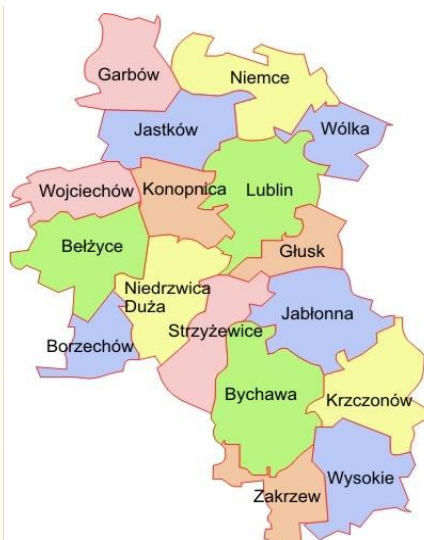 Garbów
Niemce
Jastków
Wólka
Wojciechów
Konopnica
Lublin
Bełżyce
Głusk
Niedrzwica
Duża
Jabłonna
Strzyżewice
Borzechów
Bychawa
Krzczonów
Wysokie
Zakrzew